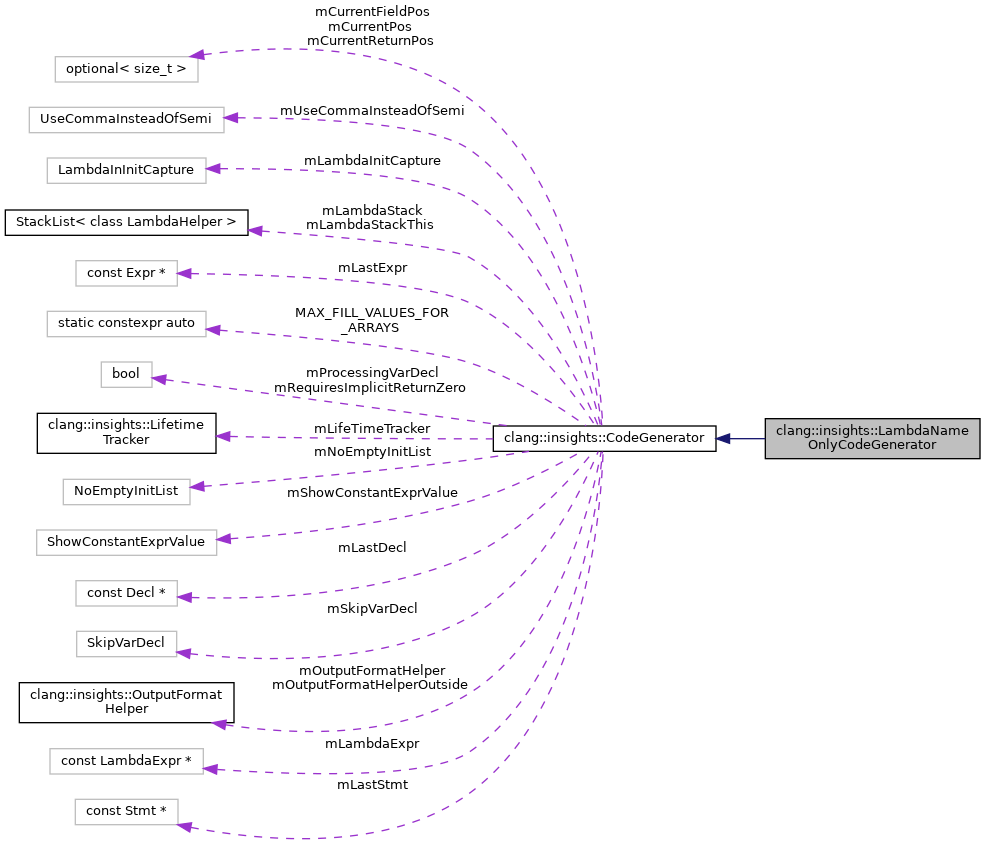 mCurrentFieldPos
mCurrentPos
mCurrentReturnPos
optional< size_t >
mUseCommaInsteadOfSemi
UseCommaInsteadOfSemi
mLambdaInitCapture
LambdaInInitCapture
mLambdaStack
mLambdaStackThis
StackList< class LambdaHelper >
mLastExpr
const Expr *
MAX_FILL_VALUES_FOR
_ARRAYS
static constexpr auto
mProcessingVarDecl
mRequiresImplicitReturnZero
bool
clang::insights::Lifetime
Tracker
mLifeTimeTracker
clang::insights::CodeGenerator
clang::insights::LambdaName
OnlyCodeGenerator
mNoEmptyInitList
NoEmptyInitList
mShowConstantExprValue
ShowConstantExprValue
mLastDecl
const Decl *
mSkipVarDecl
SkipVarDecl
mOutputFormatHelper
mOutputFormatHelperOutside
clang::insights::OutputFormat
Helper
mLambdaExpr
const LambdaExpr *
mLastStmt
const Stmt *